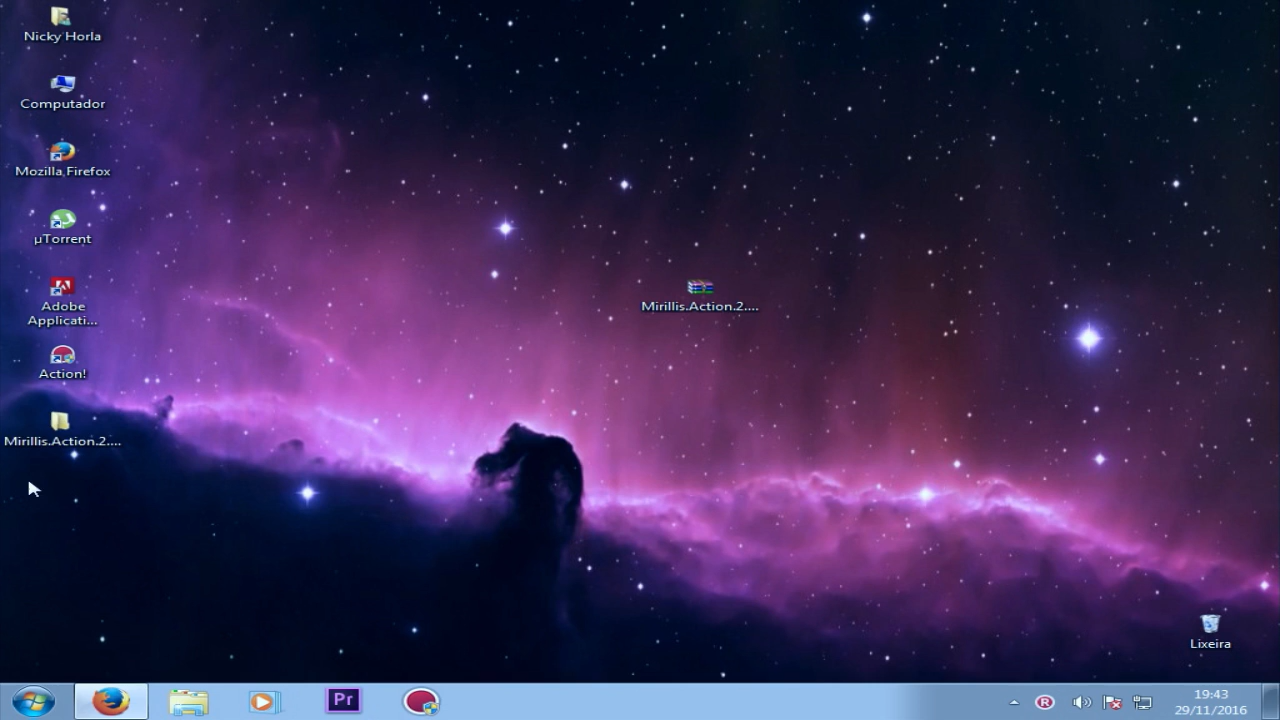 Nicky Horla
Computador
Mozilla Firefox
µTorrent
Adobe
Applicati...
Action!
Mirillis.Action.2....
Mirillis.Action.2....
Lixeira
Pr
R
19:43
29/11/2016